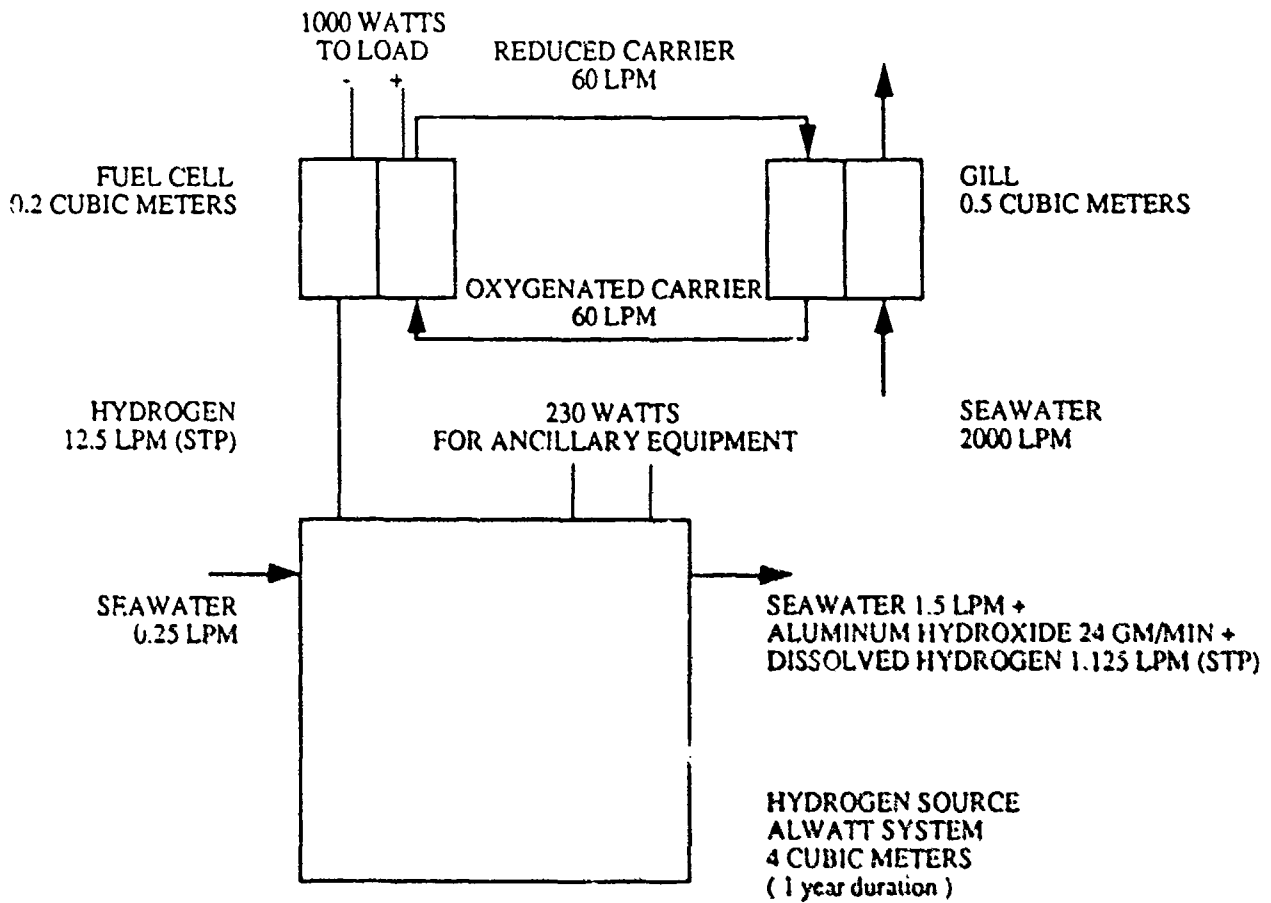 1000 WATTS
TO LOAD
- +
REDUCED CARRIER
60 LPM
FUEL CELL
0.2 CUBIC METERS
GILL
0.5 CUBIC METERS
OXYGENATED CARRIER
60 LPM
HYDROGEN
12.5 LPM (STP)
230 WATTS
FOR ANCILLARY EQUIPMENT
SEAWATER
2000 LPM
SEAWATER
0.25 LPM
SEAWATER 1.5 LPM +
ALUMINUM HYDROXIDE 24 GM/MIN +
DISSOLVED HYDROGEN 1.125 LPM (STP)
HYDROGEN SOURCE
ALWATT SYSTEM
4 CUBIC METERS
( 1 year duration )